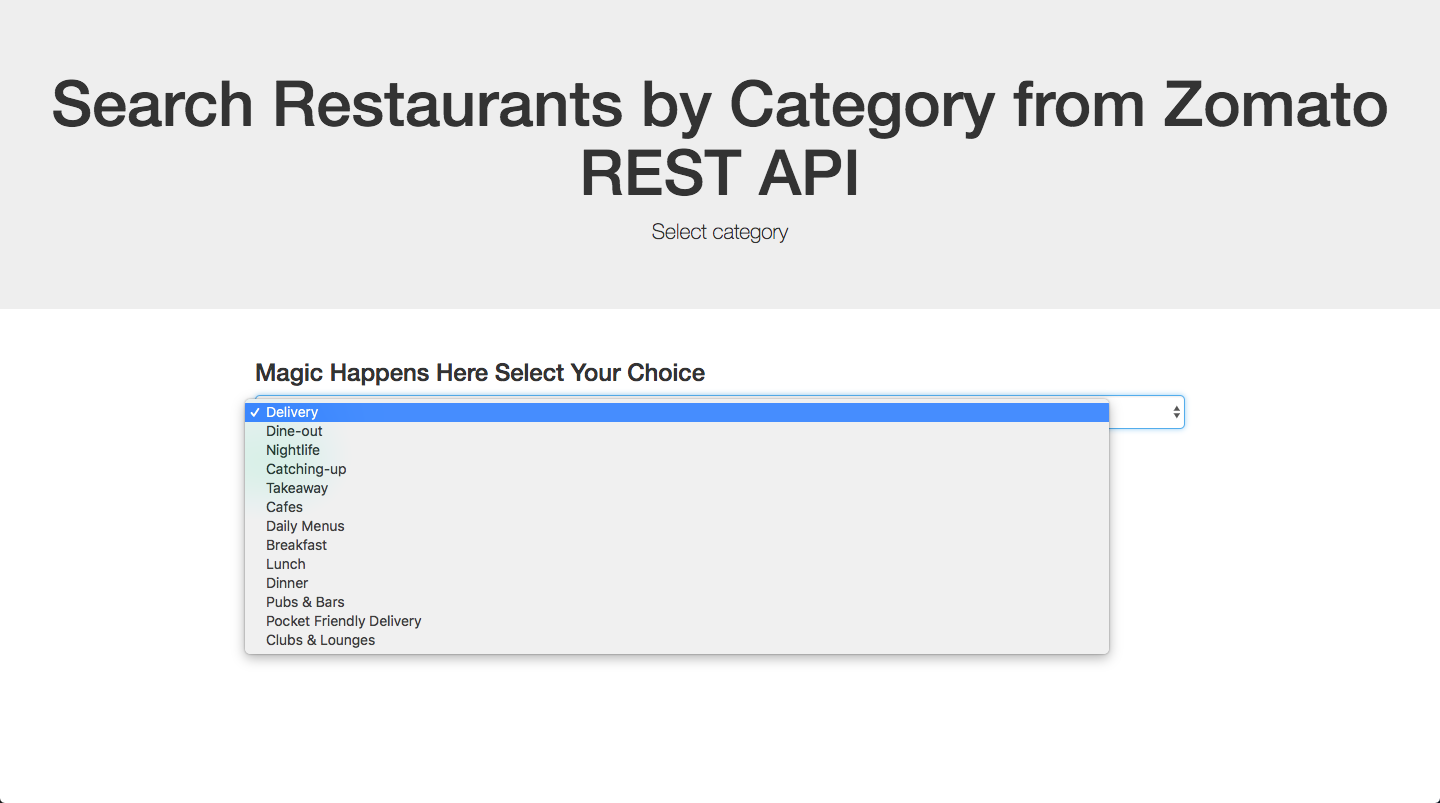 Search Restaurants by Category from Zomato
REST API
Select category
Magic Happens Here Select Your Choice
✓ Delivery
Dine-out
Nightlife
Catching-up
Takeaway
Cafes
Daily Menus
Breakfast
Lunch
Dinner
Pubs & Bars
Pocket Friendly Delivery
Clubs & Lounges